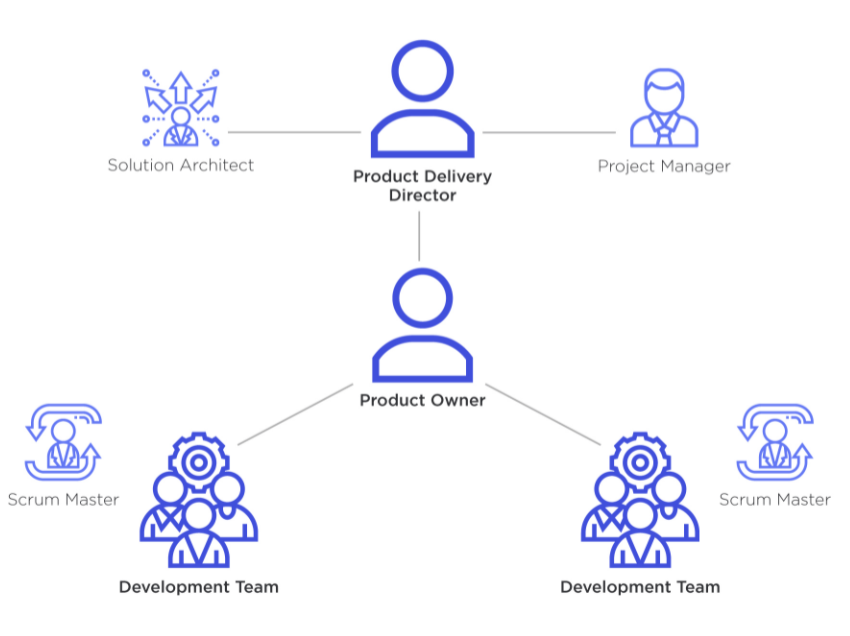 Solution Architect
Product Delivery
Director
Project Manager
Product Owner
Scrum Master
Scrum Master
Development Team
Development Team